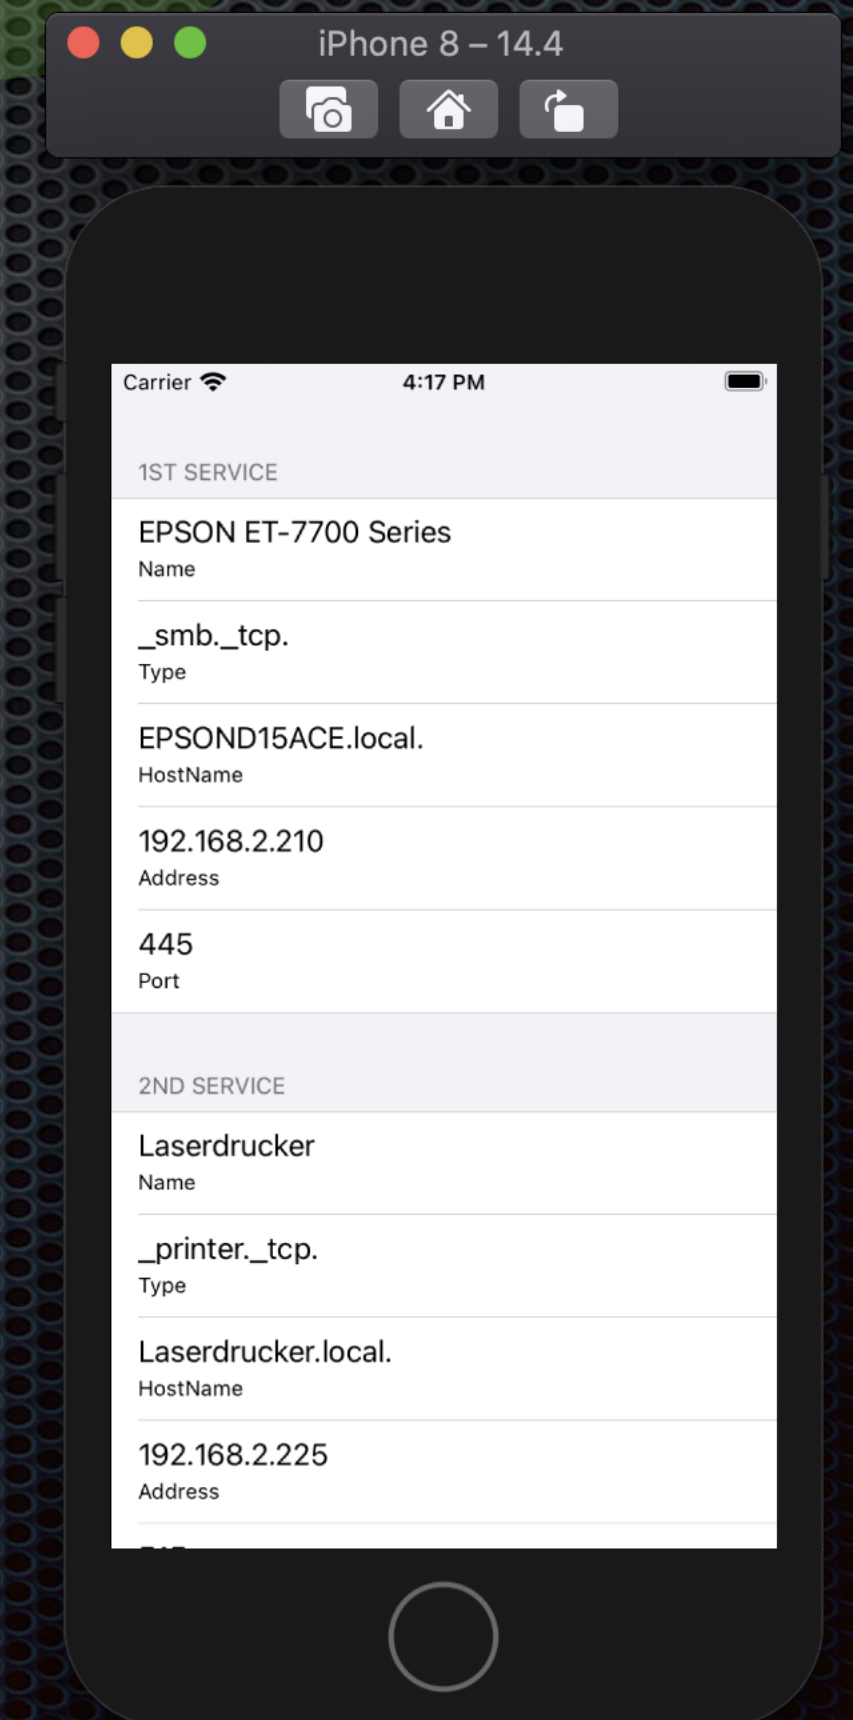 iPhone 8 – 14.4
Carrier 4:17 PM
1ST SERVICE
EPSON ET-7700 Series
Name
_smb._tcp.
Type
EPSOND15ACE.local.
HostName
192.168.2.210
Address
445
Port
2ND SERVICE
Laserdrucker
Name
_printer._tcp.
Type
Laserdrucker.local.
HostName
192.168.2.225
Address